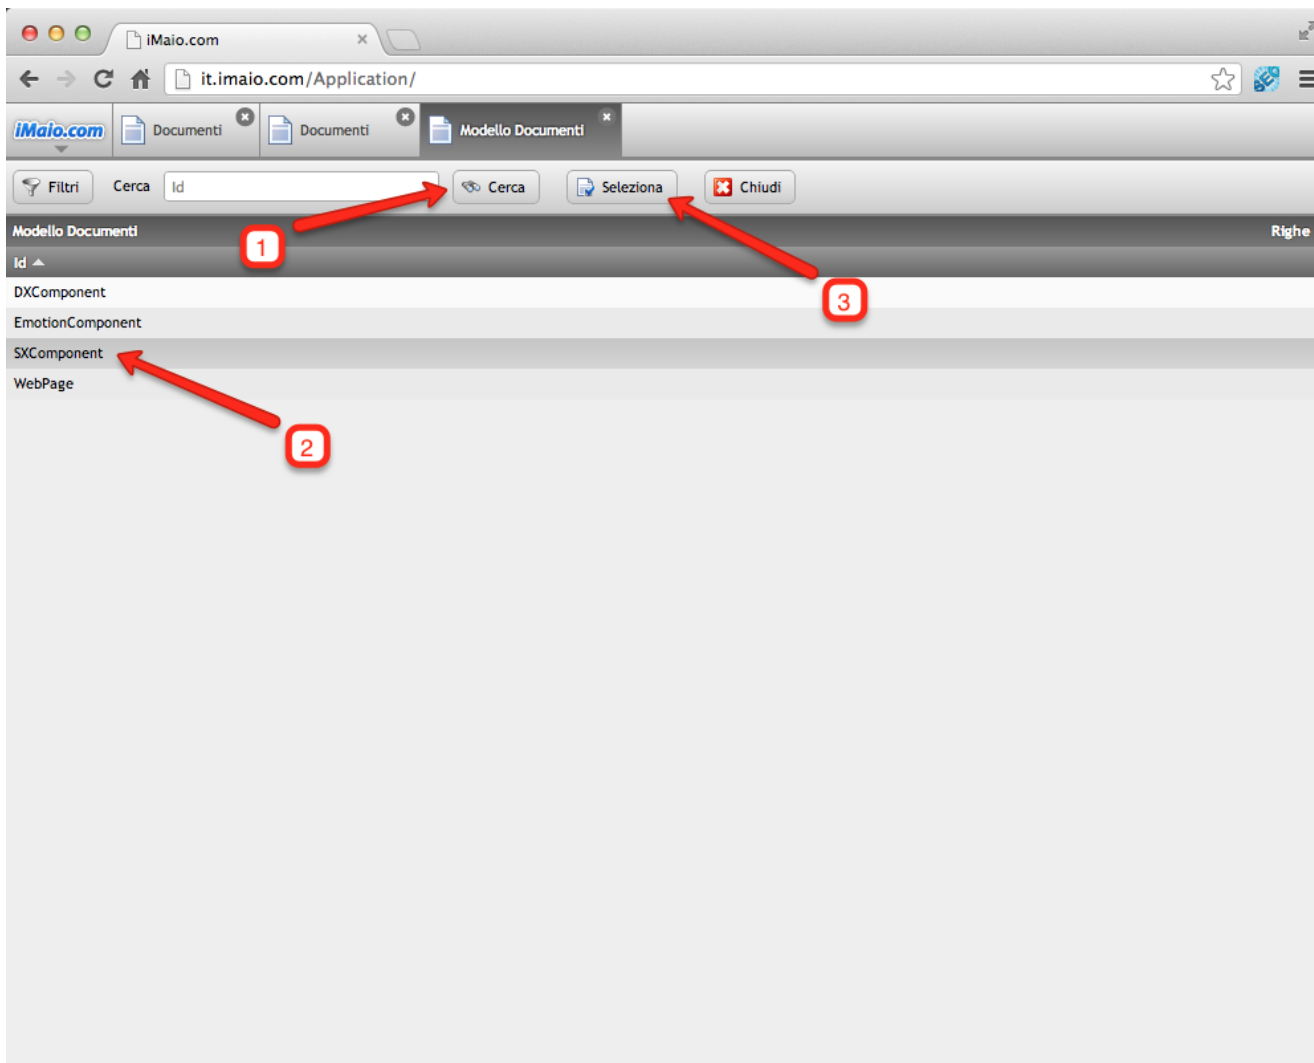 iMaio.com
it.imaio.com/Application/
iMaio.com Documenti Documenti Modello Documenti
Filtri Cerca Id Cerca Seleziona Chiudi
Modello Documenti Righe
1
Id
DXComponent
3
EmotionComponent
SXComponent
WebPage
2